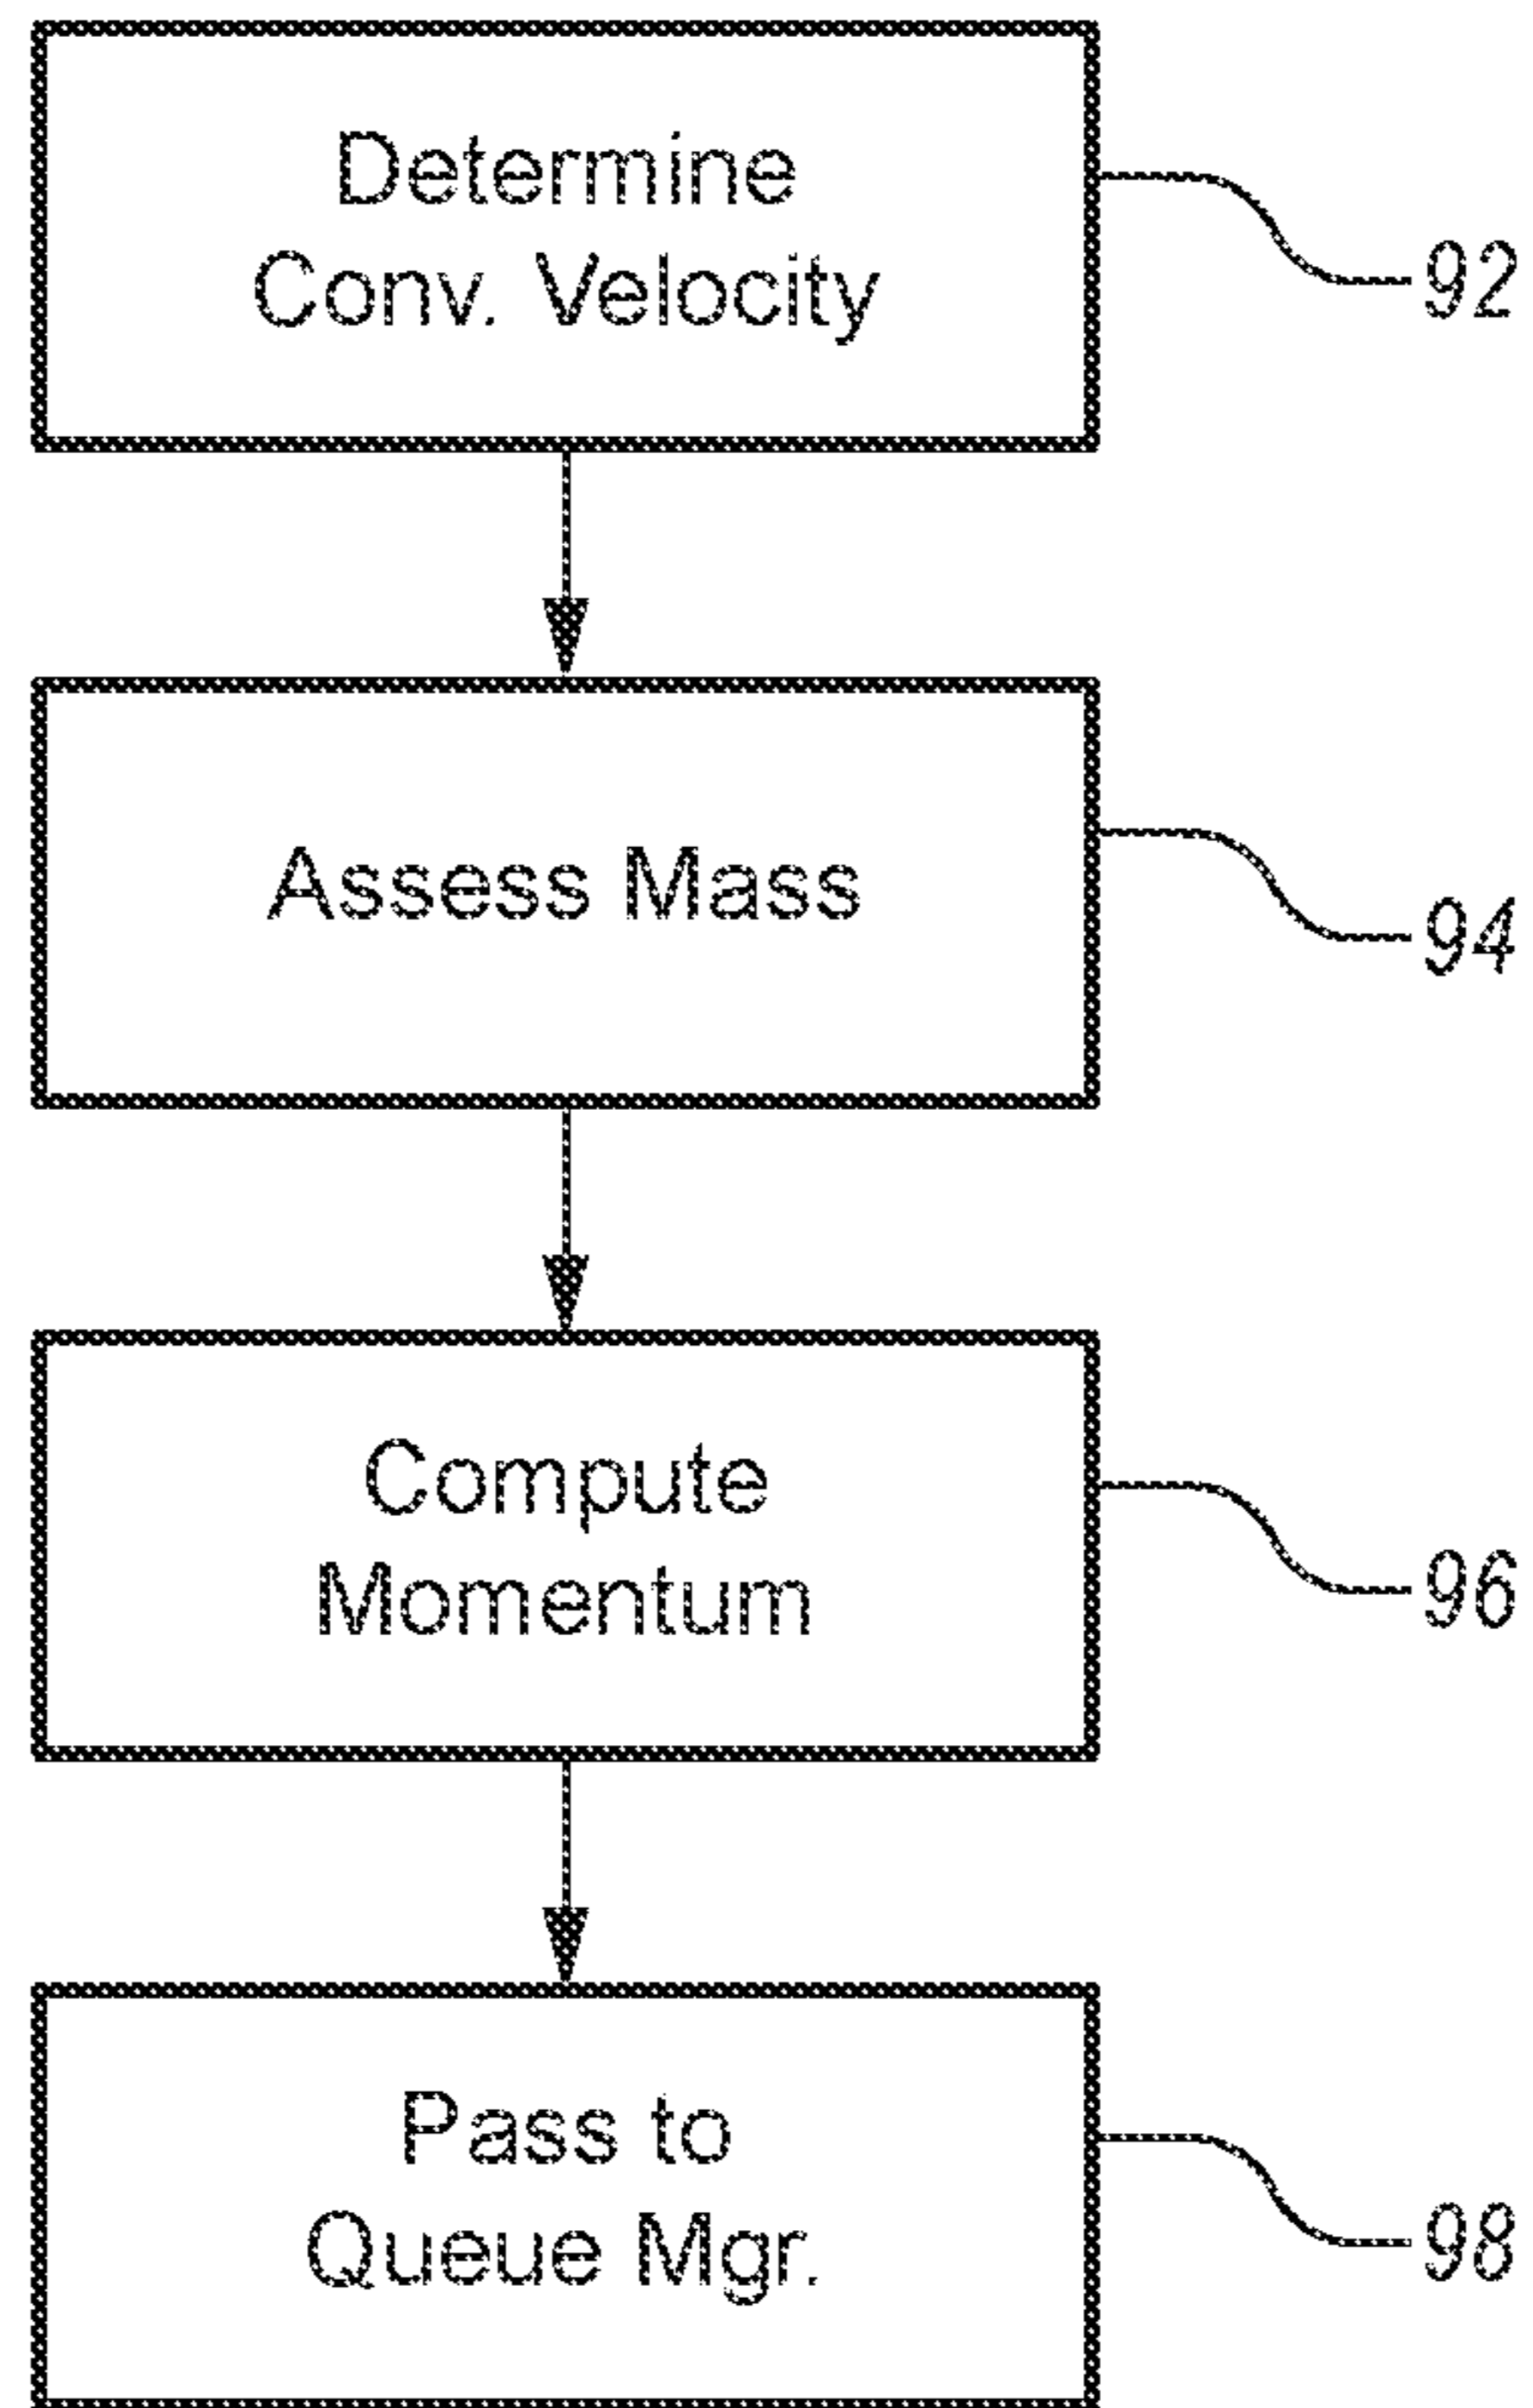 Determine
Conv. Velocity
92
Assess Mass
94
Compute
Momentum
96
Pass to
Queue Mgr.
98